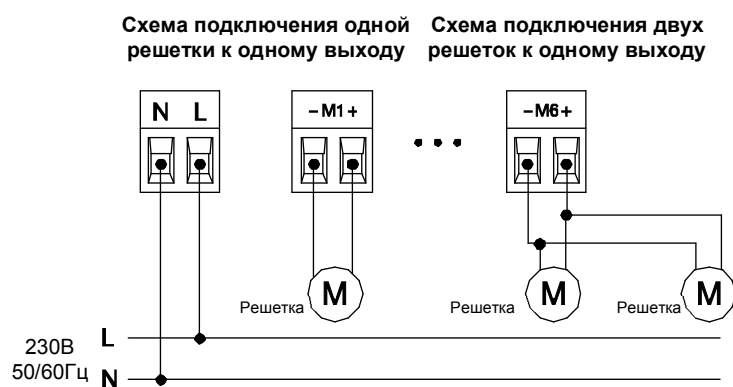 Схема подключения одной
решетки к одному выходу
Схема подключения двух
решеток к одному выходу
N L
– M1 +
–M6+
М
М
М
Решетка
Решетка
Решетка
230В
50/60Гц
L
N